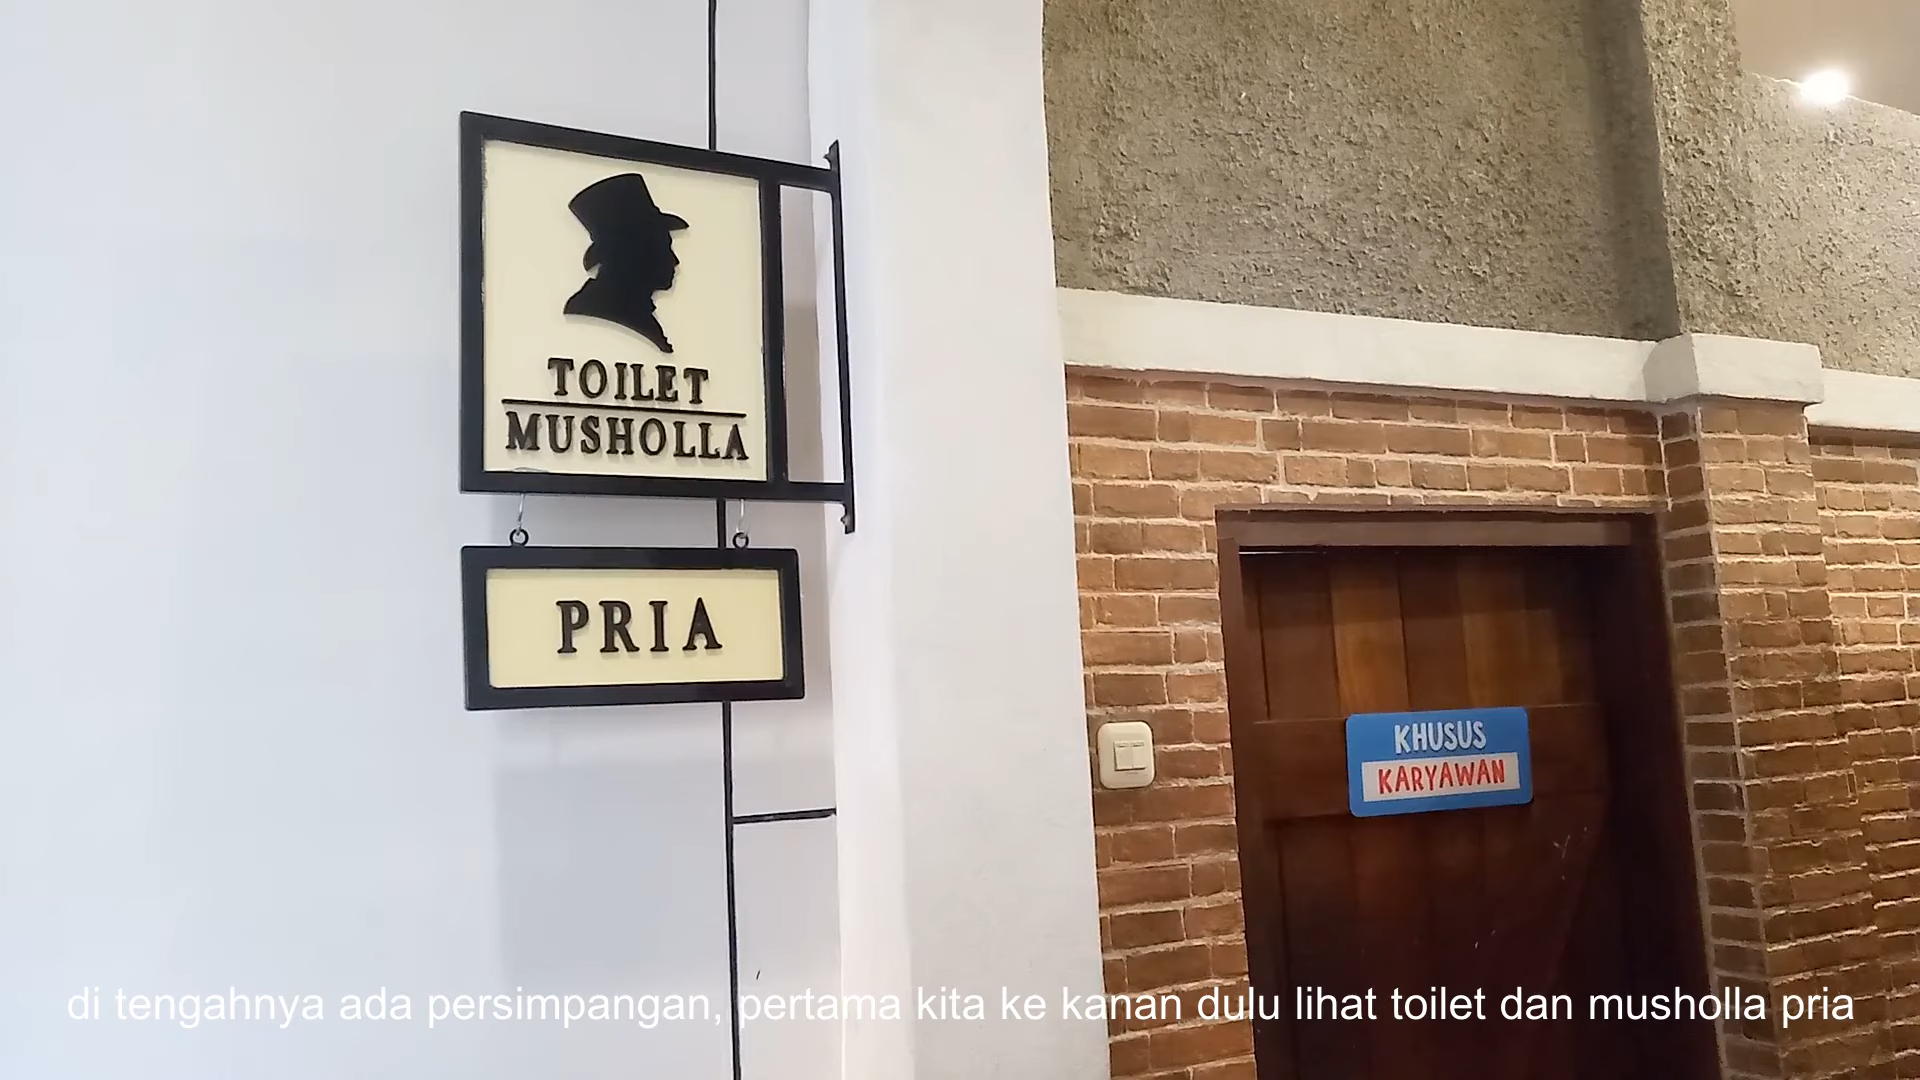 TOILET
MUSHOLLA
PRIA
KHUSUS
KARYAWAN
di tengahnya ada persimpangan, pertama kita ke kanan dulu lihat toilet dan musholla pria